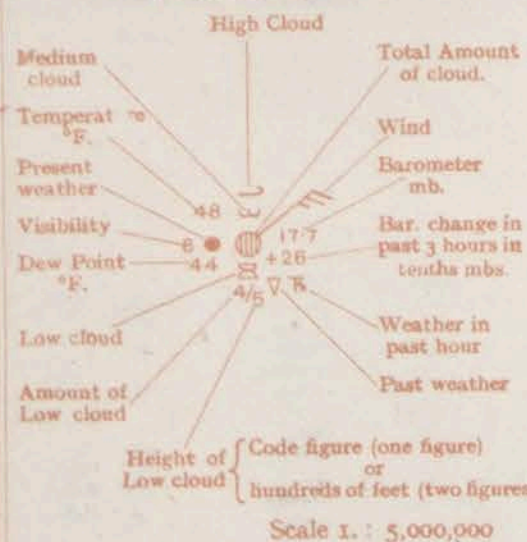 High Cloud
Medium
cloud
Total Amount
of cloud.
Temperat re
°F.
Wind
Present
weather
Barometer
mb.
48
Visibility
6
177
Bar. change in
past 3 hours in
tenths mbs.
Dew Point
°F.
44
+26
4/5
Low cloud
Weather in
past hour
Amount of
Low cloud
Past weather
Height of
Low cloud
Code figure (one figure)
or
hundreds of feet (two figures
Scale 1. : 5,000,000